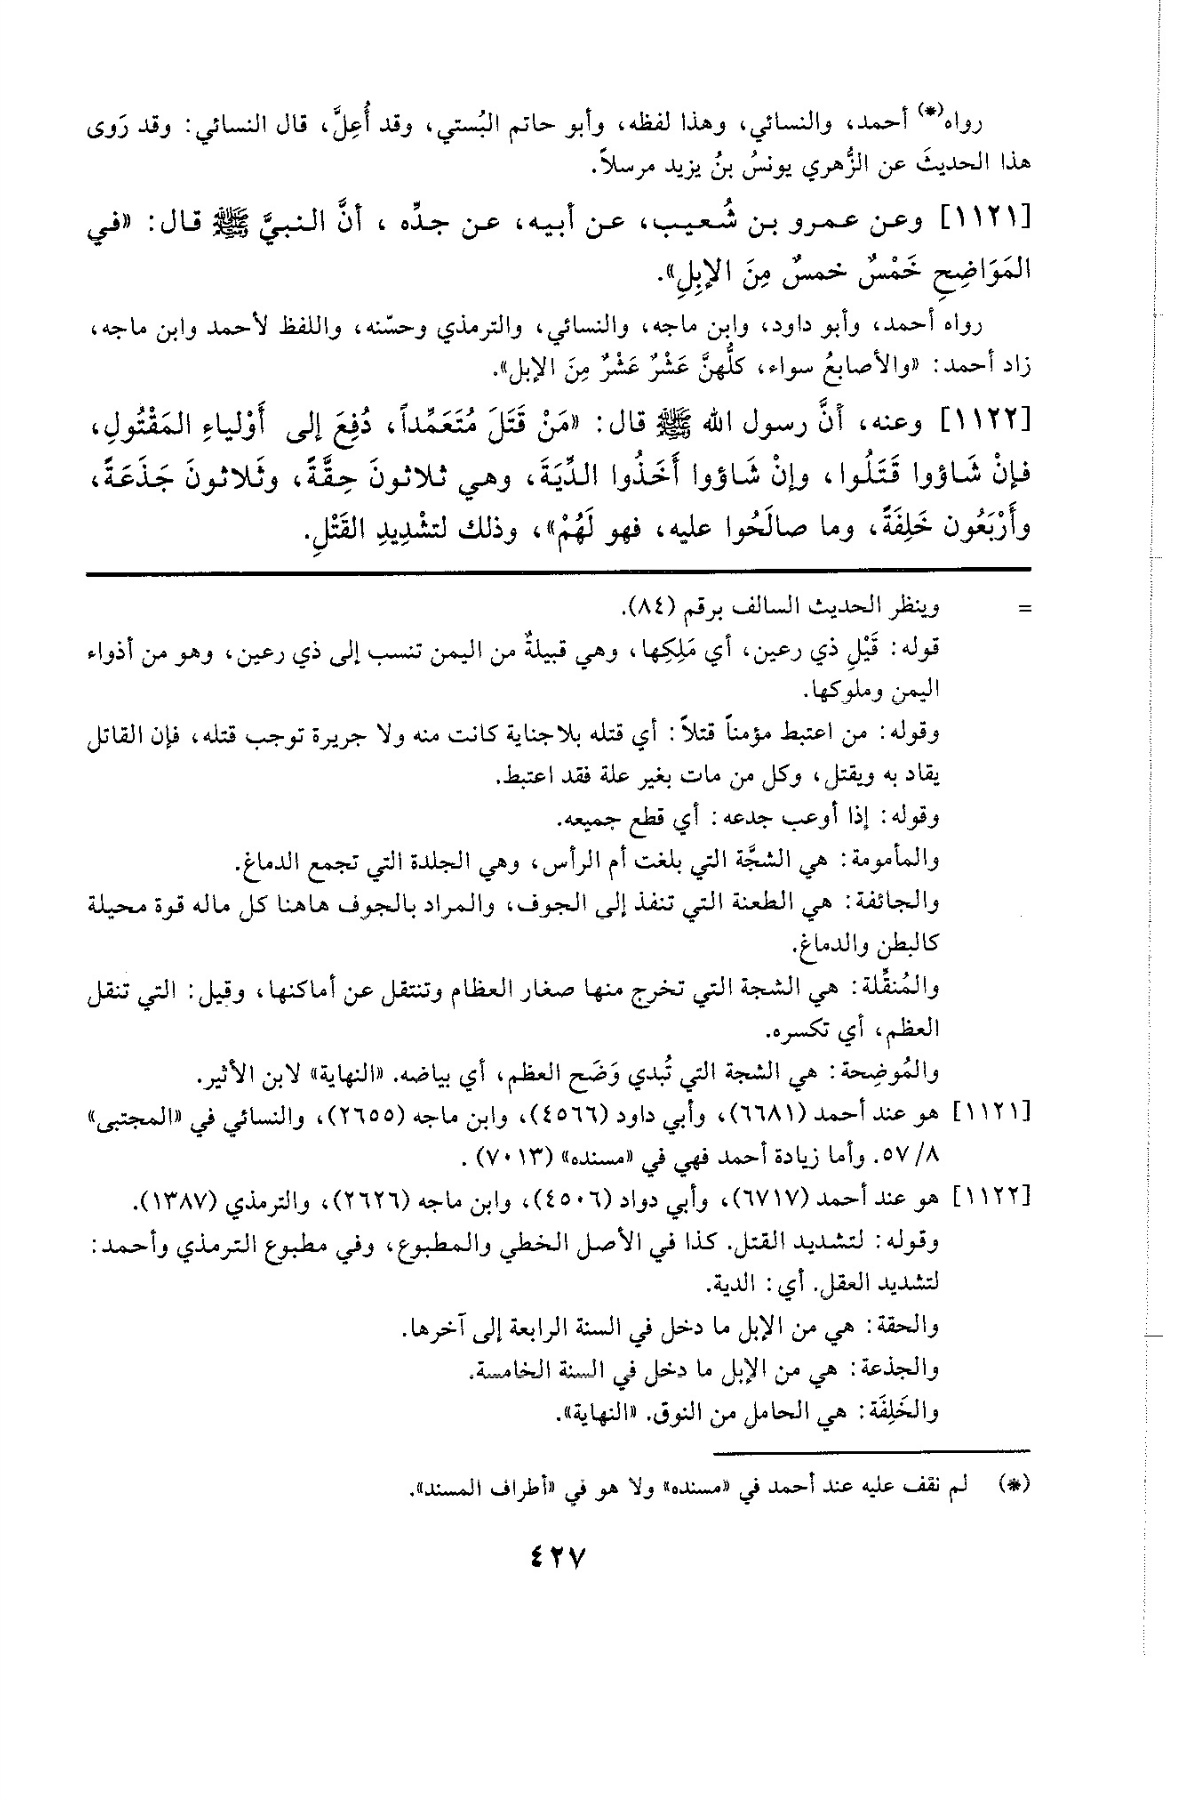 رواه(*) أحمد، والنسائي، وهذا لفظه، وأبو حاتم البُستي، وقد أُعِلَّ، قال النسائي: وقد رَوى
هذا الحديثَ عن الزُّهري يونسُ بنُ يزيد مرسلاً.
[١١٢١] وعن عمرو بن شُعيب، عن أبيه، عن جدِّه ، أنَّ النبيَّ ﷺ قال: «في
المَوَاضِحِ خَمْسٌ خمسٌ مِنَ الإبِلِ».
رواه أحمد، وأبو داود، وابن ماجه، والنسائي، والترمذي وحسّنه، واللفظ لأحمد وابن ماجه،
زاد أحمد: «والأصابعُ سواء، كلُّهنَّ عَشْرٌ عَشْرٌ مِنَ الإبل».
[١١٢٢] وعنه، أنَّ رسول الله ﷺ قال: «مَنْ قَتَلَ مُتَعَمِّداً، دُفِعَ إلى أَوْلياءِ المَقْتُولِ،
فإنْ شَاؤوا قَتَلُوا، وإنْ شَاؤوا أَخَذُوا الدِّيَةَ، وهي ثلاثونَ حِقَّةً، وثَلاثونَ جَذَعَةً،
وأَرْبَعُون خَلِفَةً، وما صالَحُوا عليه، فهو لَهُمْ»، وذلك لتشْدِيدِ القَتْلِ.
= وينظر الحديث السالف برقم (٨٤).
قوله: قَيْلِ ذي رعين، أي مَلِكِها، وهي قبيلةٌ من اليمن تنسب إلى ذي رعين، وهو من أذواء
اليمن وملوكها.
وقوله: من اعتبط مؤمناً قتلاً: أي قتله بلا جناية كانت منه ولا جريرة توجب قتله، فإن القاتل
يقاد به ويقتل، وكل من مات بغير علة فقد اعتبط.
وقوله: إذا أوعب جدعه: أي قطع جميعه.
والمأمومة: هي الشجَّة التي بلغت أم الرأس، وهي الجلدة التي تجمع الدماغ.
والجائفة: هي الطعنة التي تنفذ إلى الجوف، والمراد بالجوف هاهنا كل ماله قوة محيلة
كالبطن والدماغ.
والمُنقِّلة: هي الشجة التي تخرج منها صغار العظام وتنتقل عن أماكنها، وقيل: التي تنقل
العظم، أي تكسره.
والمُوضِحة: هي الشجة التي تُبدي وَضَح العظم، أي بياضه. «النهاية» لابن الأثير.
[١١٢١] هو عند أحمد (٦٦٨١)، وأبي داود (٤٥٦٦)، وابن ماجه (٢٦٥٥)، والنسائي في «المجتبى»
٨/ ٥٧. وأما زيادة أحمد فهي في «مسنده» (٧٠١٣) .
[١١٢٢] هو عند أحمد (٦٧١٧)، وأبي دواد (٤٥٠٦)، وابن ماجه (٢٦٢٦)، والترمذي (١٣٨٧).
وقوله: لتشديد القتل. كذا في الأصل الخطي والمطبوع، وفي مطبوع الترمذي وأحمد:
لتشديد العقل. أي: الدية.
والحقة: هي من الإبل ما دخل في السنة الرابعة إلى آخرها.
والجذعة: هي من الإبل ما دخل في السنة الخامسة.
والخَلِفَة: هي الحامل من النوق. «النهاية».
(*) لم نقف عليه عند أحمد في «مسنده» ولا هو في «أطراف المسند».
٤٢٧